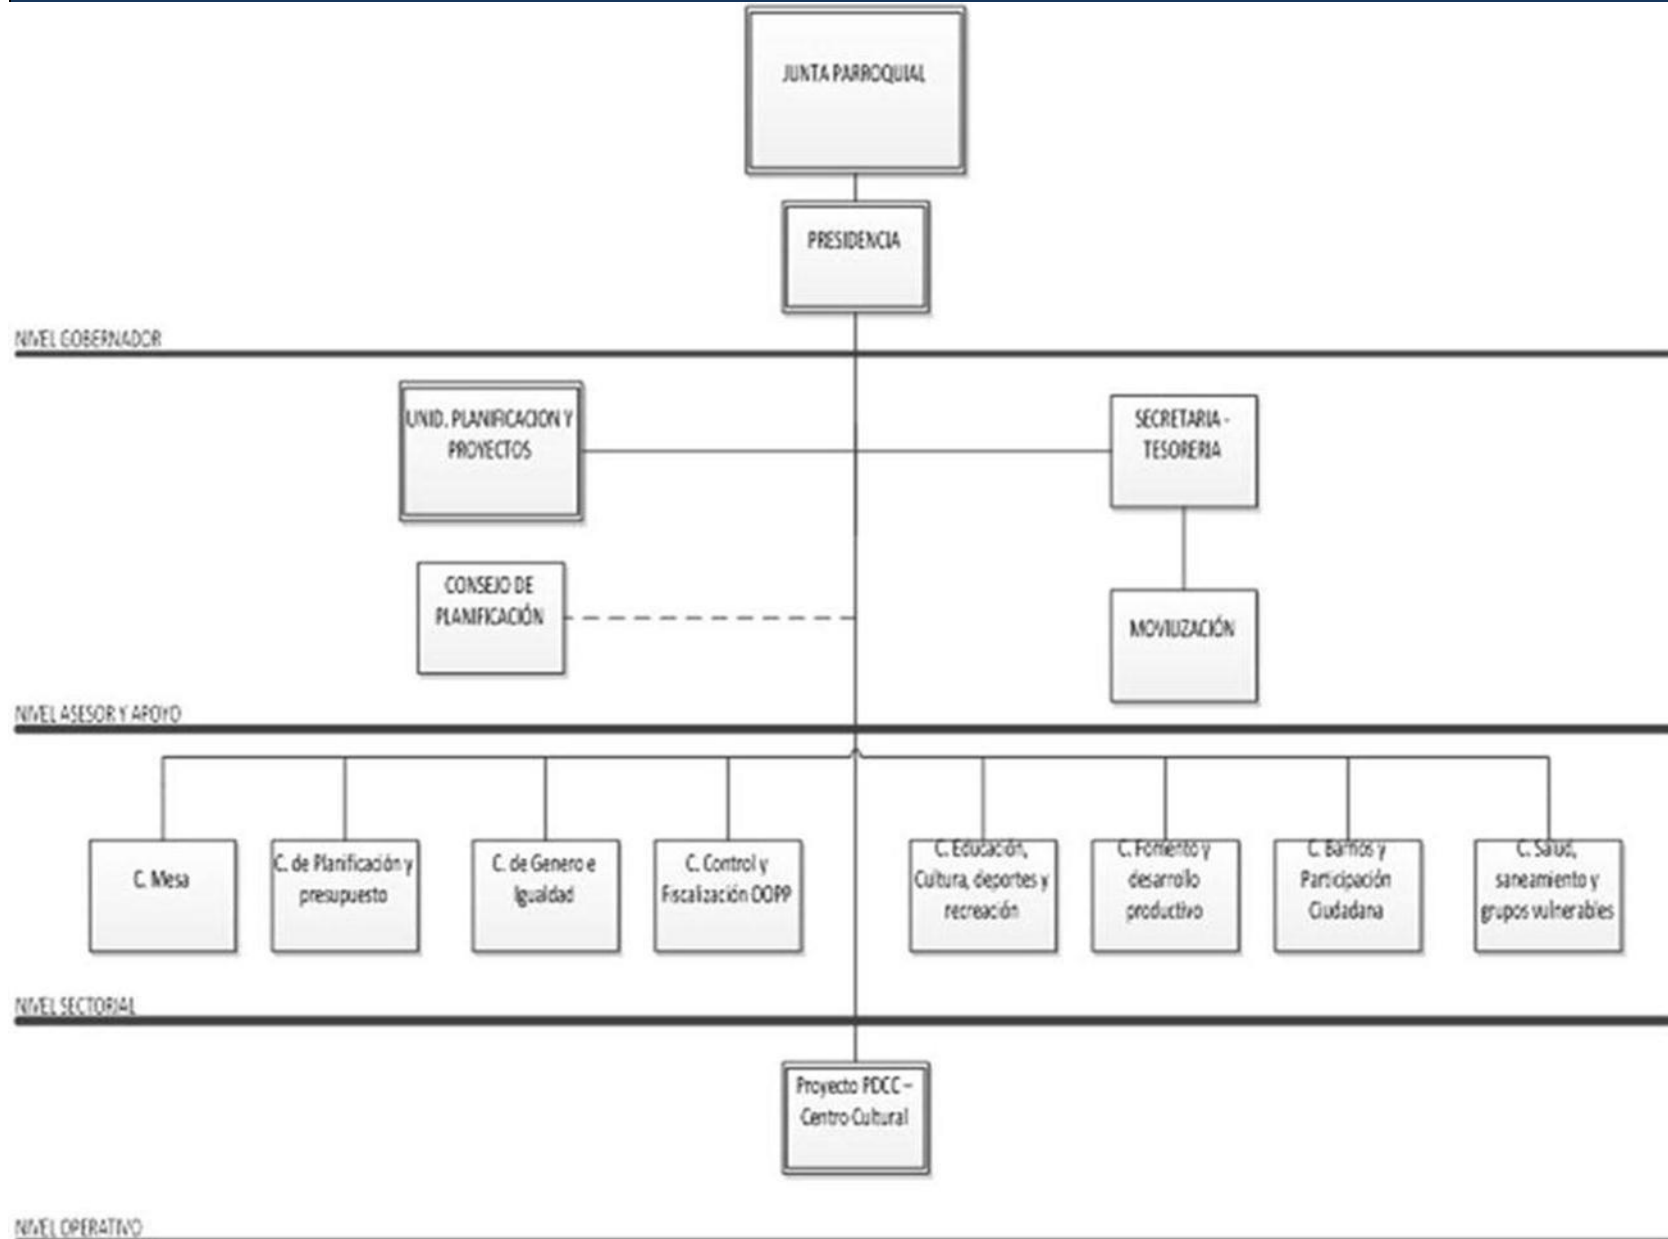 JUNTA PARROQUIAL
PRESIDENCIA
NIVEL GOBERNADOR
UNID. PLANIFICACION Y
PROYECTOS
SECRETARIA -
TESORERIA
CONSEJO DE
PLANIFICACIÓN
MOVILIZACIÓN
NIVEL ASESOR Y APOYO
C. Mesa
C. de Planificación y
presupuesto
C. de Genero e
Igualdad
C. Control y
Fiscalización OOPP
C. Educación,
Cultura, deportes y
recreación
C. Fomento y
desarrollo
productivo
C. Barrios y
Participación
Ciudadana
C. Salud,
saneamiento y
grupos vulnerables
NIVEL SECTORIAL
Proyecto PDCC –
Centro Cultural
NIVEL OPERATIVO